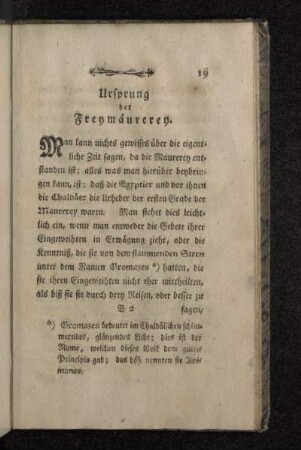 19
Ursprung
der
Freymäurerey.
Man kann nichts gewisses über die eigent-
liche Zeit sagen, da die Maurerey ent-
standen ist; alles was man hierüber beybrin-
gen kann, ist: daß die Egyptier und vor ihnen
die Chaldäer die Urheber der ersten Grade der
Maurerey waren. Man siehet dies leicht-
lich ein, wenn man entweder die Gebete ihrer
Eingeweihten in Erwägung zieht, oder die
Kenntniß, die sie von dem flammenden Stern
unter dem Namen Oromazes *) hatten, die
sie ihren Eingeweihten nicht eher mittheilten,
als biß sie sie durch drey Reisen, oder besser zu
B 2 sagen,
*) Oromazes bedeutet im Chaldäischen schim-
merndes, glänzendes Licht; dies ist der
Name, welchen dieses Volk dem guten
Principio gab; das böse nennten sie Ari-
manes.